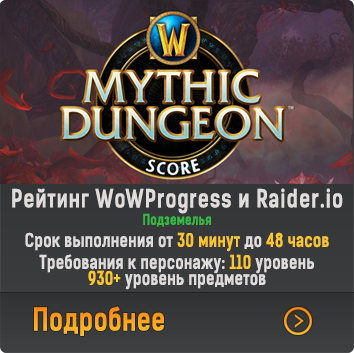 W
MYTHIC
DUNGEON™
SCORE
Рейтинг WoWProgress и Raider.io
Подземелья
Срок выполнения от 30 минут до 48 часов
Требования к персонажу: 110 уровень
930+ уровень предметов
Подробнее